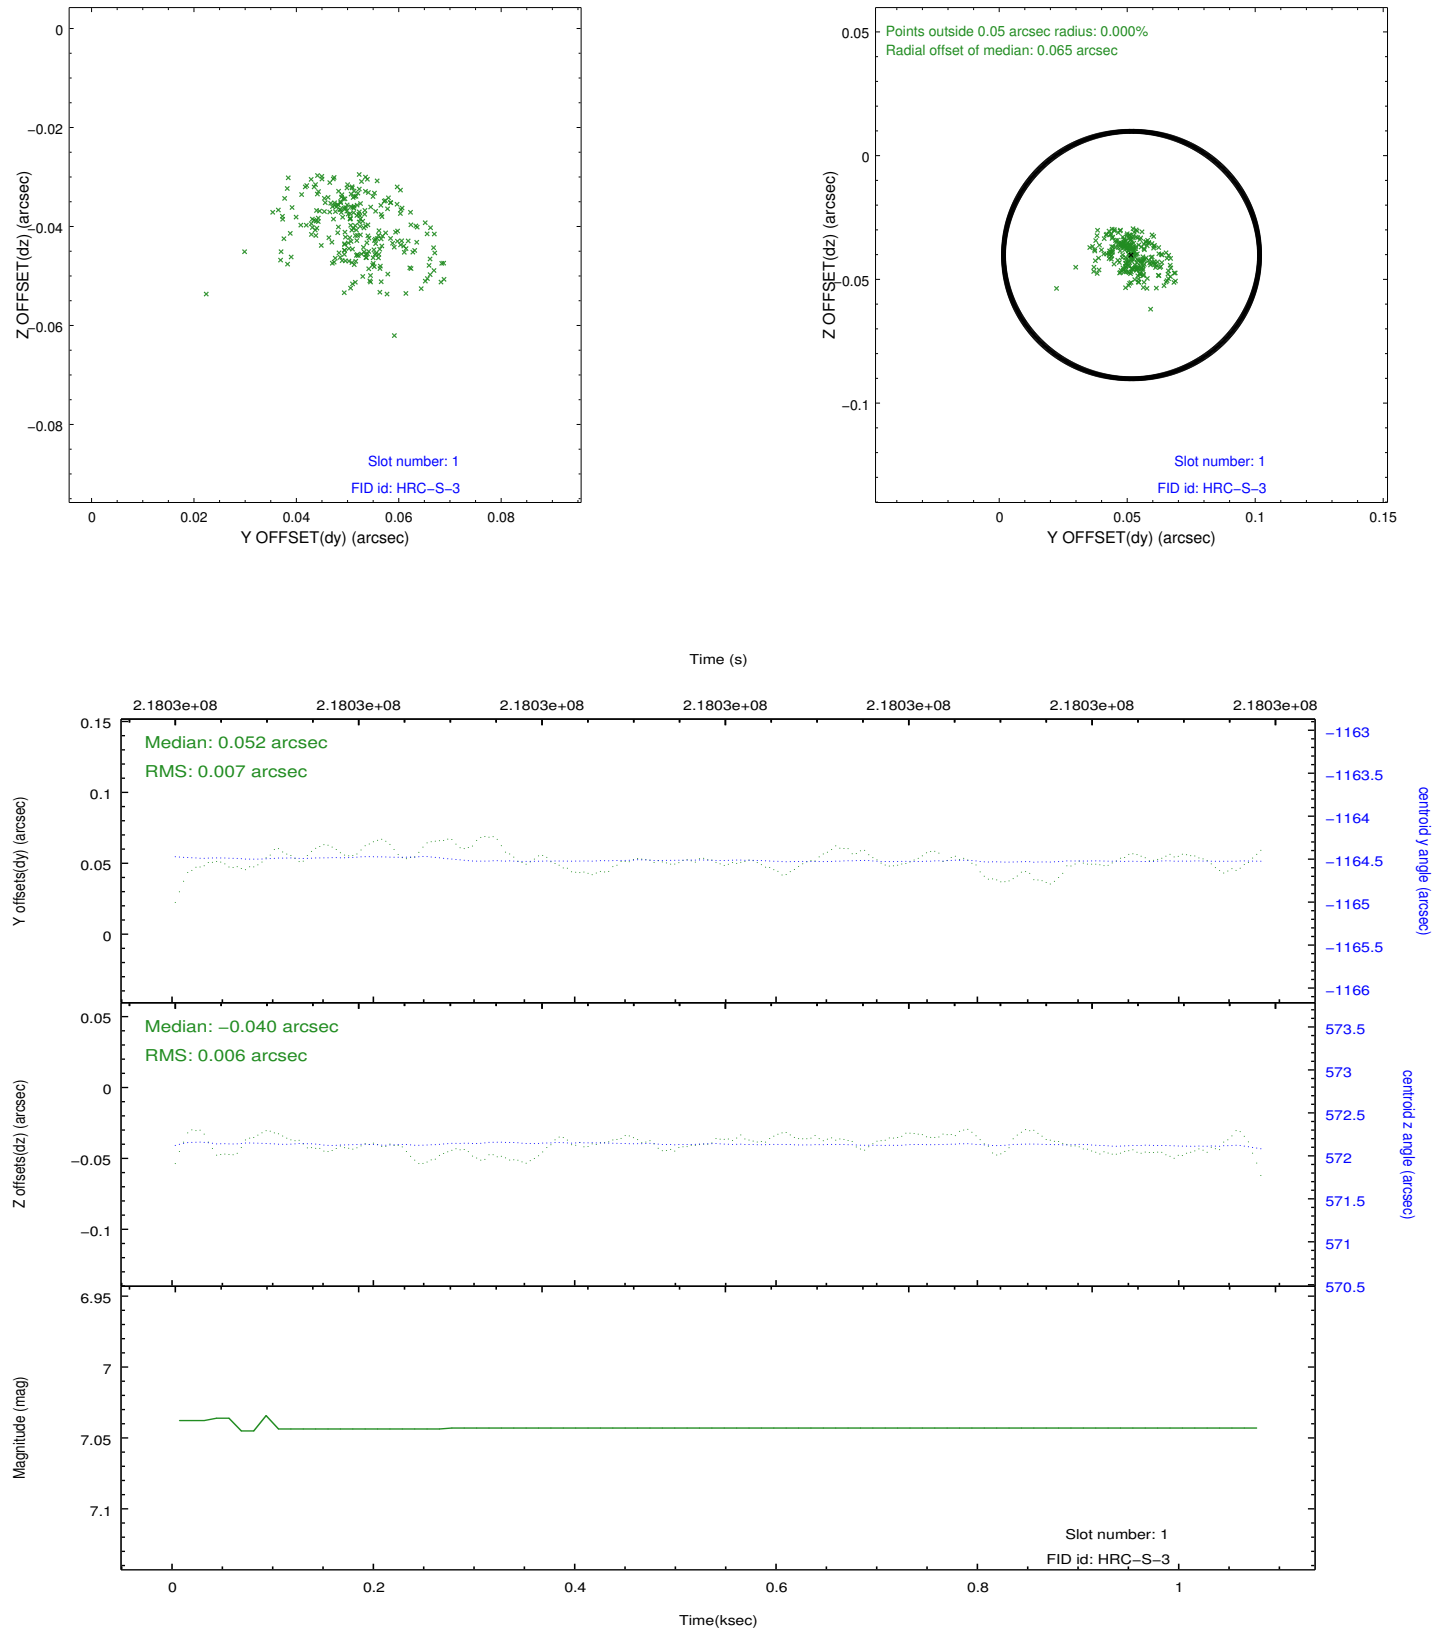 0
−0.02
−0.04
−0.06
−0.08
Z OFFSET(dz) (arcsec)
Slot number: 1
FID id: HRC−S−3
0 0.02 0.04 0.06 0.08
Y OFFSET(dy) (arcsec)
Points outside 0.05 arcsec radius: 0.000%
Radial offset of median: 0.065 arcsec
0.05
0
−0.05
−0.1
Z OFFSET(dz) (arcsec)
Slot number: 1
FID id: HRC−S−3
0 0.05 0.1 0.15
Y OFFSET(dy) (arcsec)
Time (s)
2.1803e+08 2.1803e+08 2.1803e+08 2.1803e+08 2.1803e+08 2.1803e+08 2.1803e+08
Median: 0.052 arcsec
RMS: 0.007 arcsec
0.15
0.1
0.05
0
Y offsets(dy) (arcsec)
−1163
−1163.5
−1164
−1164.5
−1165
−1165.5
−1166
centroid y angle (arcsec)
Median: −0.040 arcsec
RMS: 0.006 arcsec
0.05
0
−0.05
−0.1
Z offsets(dz) (arcsec)
573.5
573
572.5
572
571.5
571
570.5
centroid z angle (arcsec)
6.95
7
7.05
7.1
Magnitude (mag)
Slot number: 1
FID id: HRC−S−3
0 0.2 0.4 0.6 0.8 1
Time(ksec)